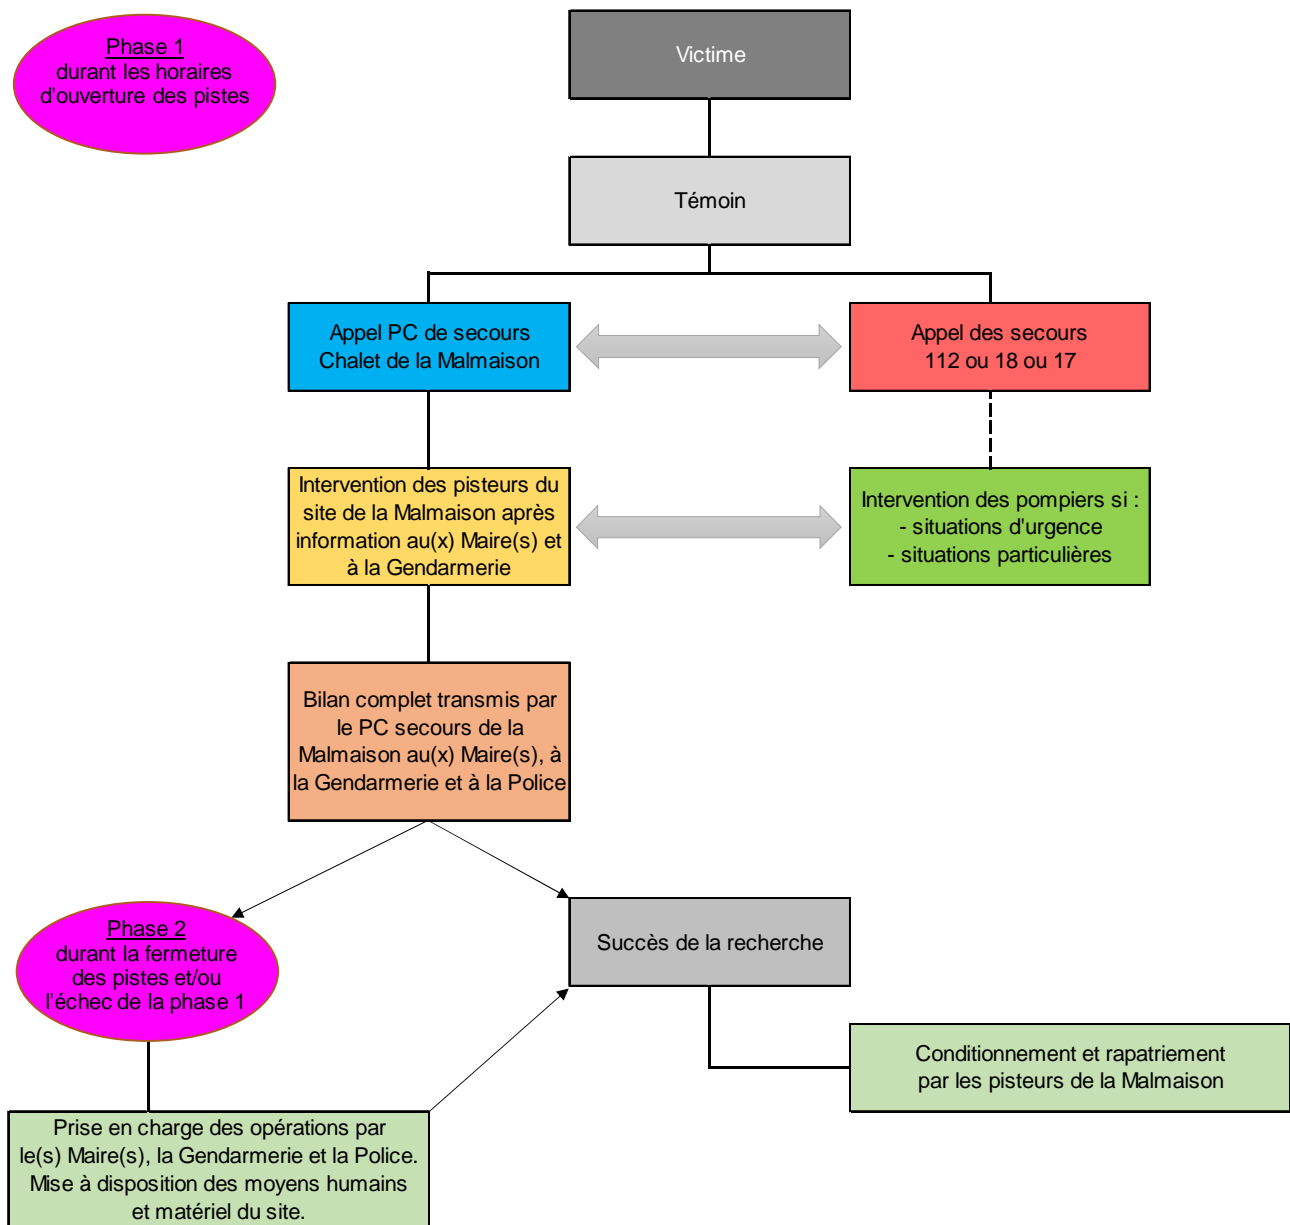 Phase 1
durant les horaires
d'ouverture des pistes
Victime
Témoin
Appel PC de secours
Chalet de la Malmaison
Appel des secours
112 ou 18 ou 17
Intervention des pisteurs du
site de la Malmaison après
information au(x) Maire(s) et
à la Gendarmerie
Intervention des pompiers si :
- situations d'urgence
- situations particulières
Bilan complet transmis par
le PC secours de la
Malmaison au(x) Maire(s), à
la Gendarmerie et à la Police
Phase 2
durant la fermeture
des pistes et/ou
l'échec de la phase 1
Succès de la recherche
Conditionnement et rapatriement
par les pisteurs de la Malmaison
Prise en charge des opérations par
le(s) Maire(s), la Gendarmerie et la Police.
Mise à disposition des moyens humains
et matériel du site.